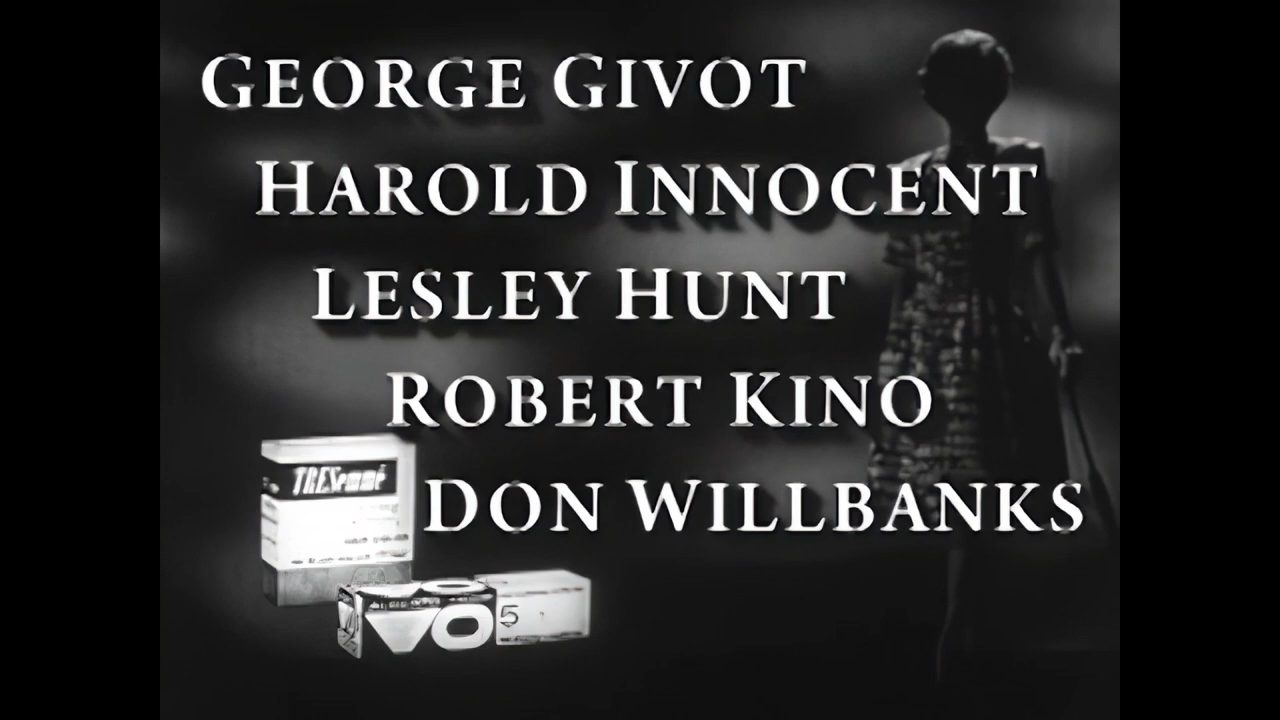 GEORGE GIVOT
HAROLD INNOCENT
LESLEY HUNT
ROBERT KINO
DON WILLBANKS
TRESemmé
VO5